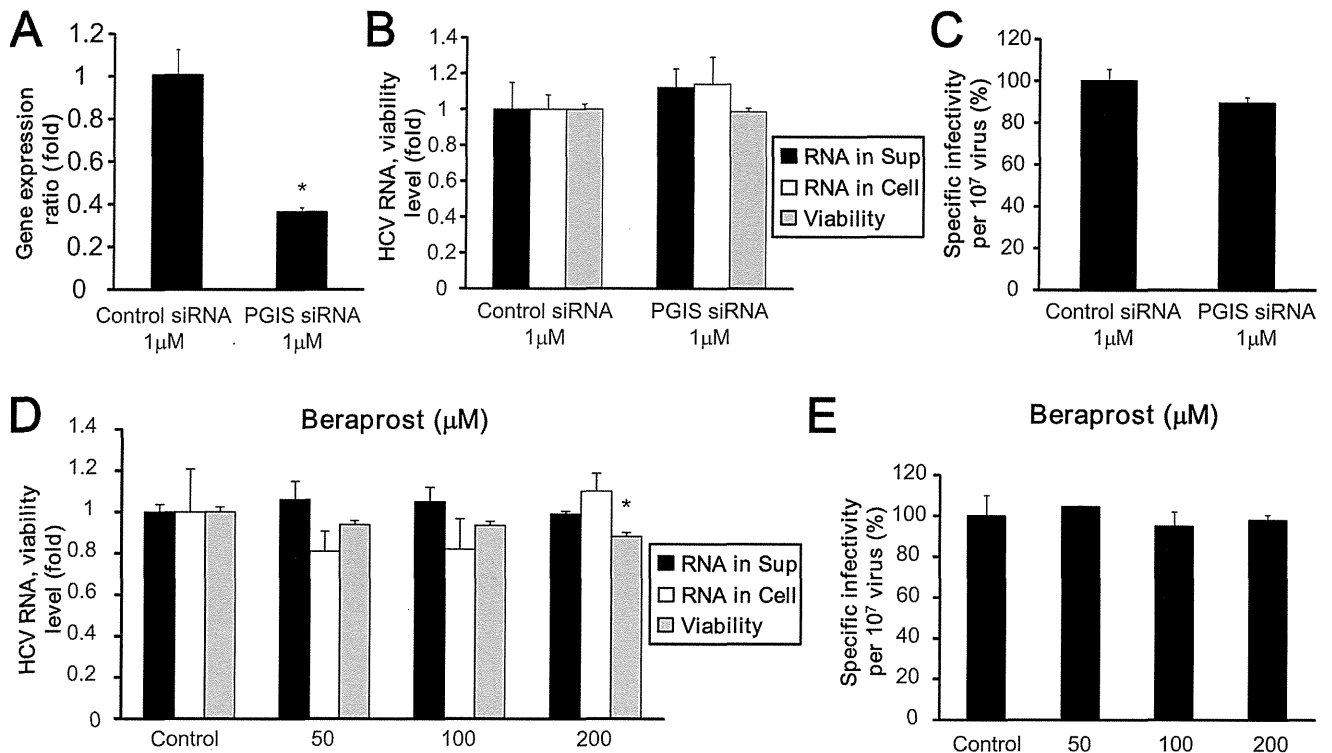 A
Gene expression
ratio (fold)
1.2
1
0.8
0.6
0.4
0.2
0
*
Control siRNA
1μM
PGIS siRNA
1μM
B
HCV RNA, viability
level (fold)
1.4
1.2
1
0.8
0.6
0.4
0.2
0
Control siRNA
1μM
PGIS siRNA
1μM
RNA in Sup
RNA in Cell
Viability
C
Specific infectivity
per 10⁷ virus (%)
120
100
80
60
40
20
0
Control siRNA
1μM
PGIS siRNA
1μM
D
Beraprost (μM)
HCV RNA, viability
level (fold)
1.4
1.2
1
0.8
0.6
0.4
0.2
0
*
Control
50
100
200
RNA in Sup
RNA in Cell
Viability
E
Beraprost (μM)
Specific infectivity
per 10⁷ virus (%)
120
100
80
60
40
20
0
Control
50
100
200